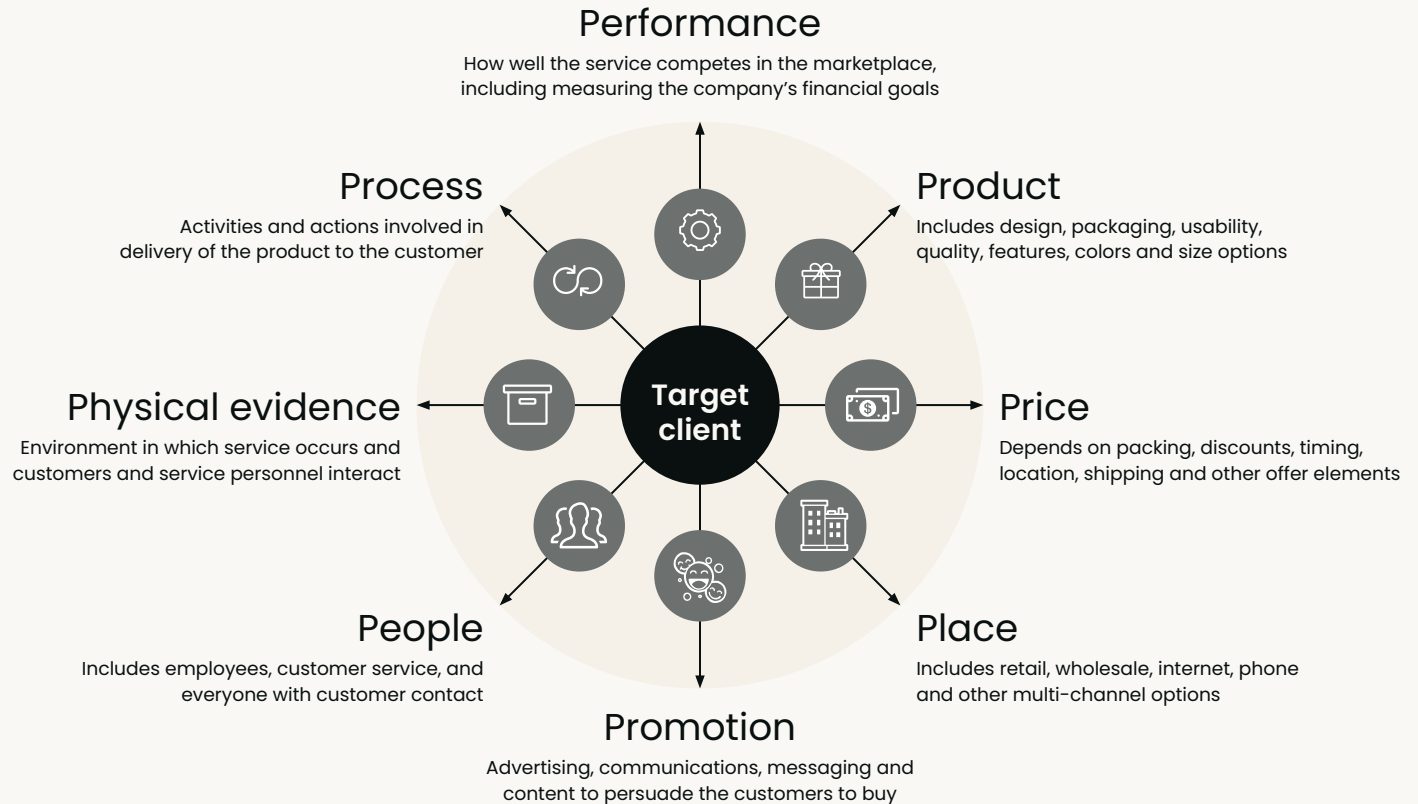 Performance
How well the service competes in the marketplace,
including measuring the company’s financial goals
Process
Activities and actions involved in
delivery of the product to the customer
Product
Includes design, packaging, usability,
quality, features, colors and size options
Physical evidence
Environment in which service occurs and
customers and service personnel interact
Target
client
$
Price
Depends on packing, discounts, timing,
location, shipping and other offer elements
People
Includes employees, customer service, and
everyone with customer contact
Place
Includes retail, wholesale, internet, phone
and other multi-channel options
Promotion
Advertising, communications, messaging and
content to persuade the customers to buy